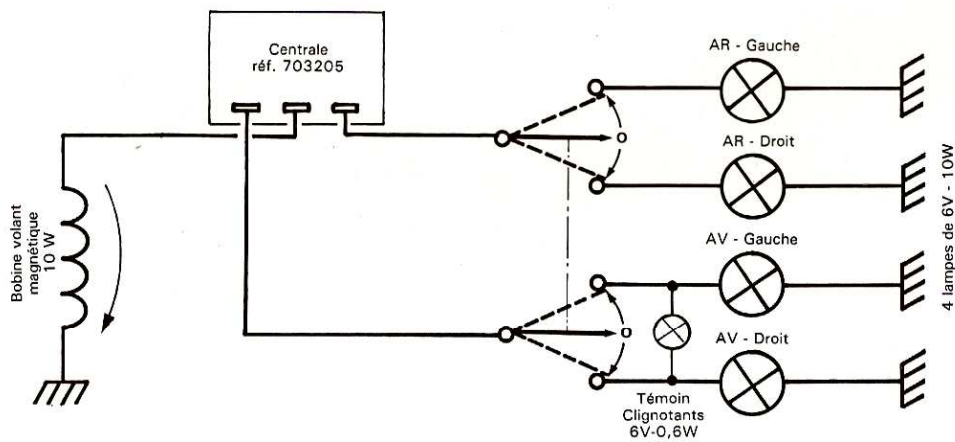 Centrale
réf. 703205
AR - Gauche
O
AR - Droit
Bobine volant
magnétique
10 W
AV - Gauche
O
AV - Droit
Témoin
Clignotants
6V-0,6W
4 lampes de 6V - 10W